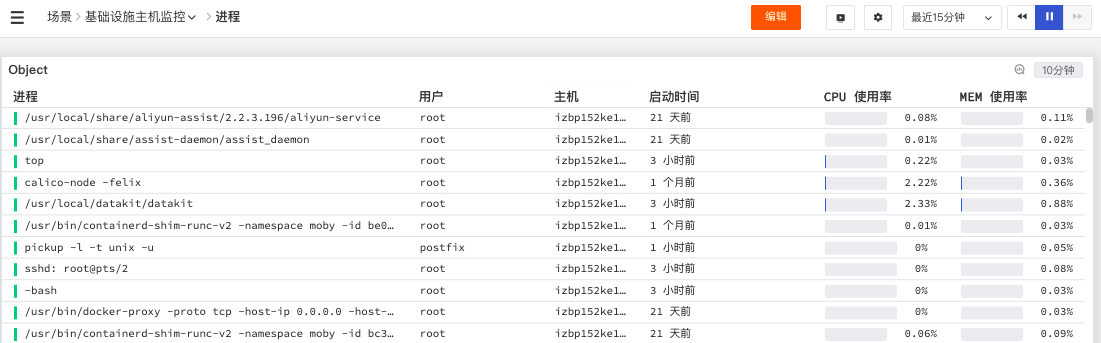 场景 > 基础设施主机监控 > 进程 编辑 最近15分钟
Object 10分钟
进程 用户 主机 启动时间 CPU 使用率 MEM 使用率
/usr/local/share/aliyun-assist/2.2.3.196/aliyun-service root izbp152ke1… 21 天前 0.08% 0.11%
/usr/local/share/assist-daemon/assist_daemon root izbp152ke1… 21 天前 0.01% 0.02%
top root izbp152ke1… 3 小时前 0.22% 0.03%
calico-node -felix root izbp152ke1… 1 个月前 2.22% 0.36%
/usr/local/datakit/datakit root izbp152ke1… 3 小时前 2.33% 0.88%
/usr/bin/containerd-shim-runc-v2 -namespace moby -id be0… root izbp152ke1… 1 个月前 0.01% 0.03%
pickup -l -t unix -u postfix izbp152ke1… 1 小时前 0% 0.05%
sshd: root@pts/2 root izbp152ke1… 3 小时前 0% 0.08%
-bash root izbp152ke1… 3 小时前 0% 0.03%
/usr/bin/docker-proxy -proto tcp -host-ip 0.0.0.0 -host-… root izbp152ke1… 21 天前 0% 0.03%
/usr/bin/containerd-shim-runc-v2 -namespace moby -id bc3… root izbp152ke1… 21 天前 0.06% 0.09%